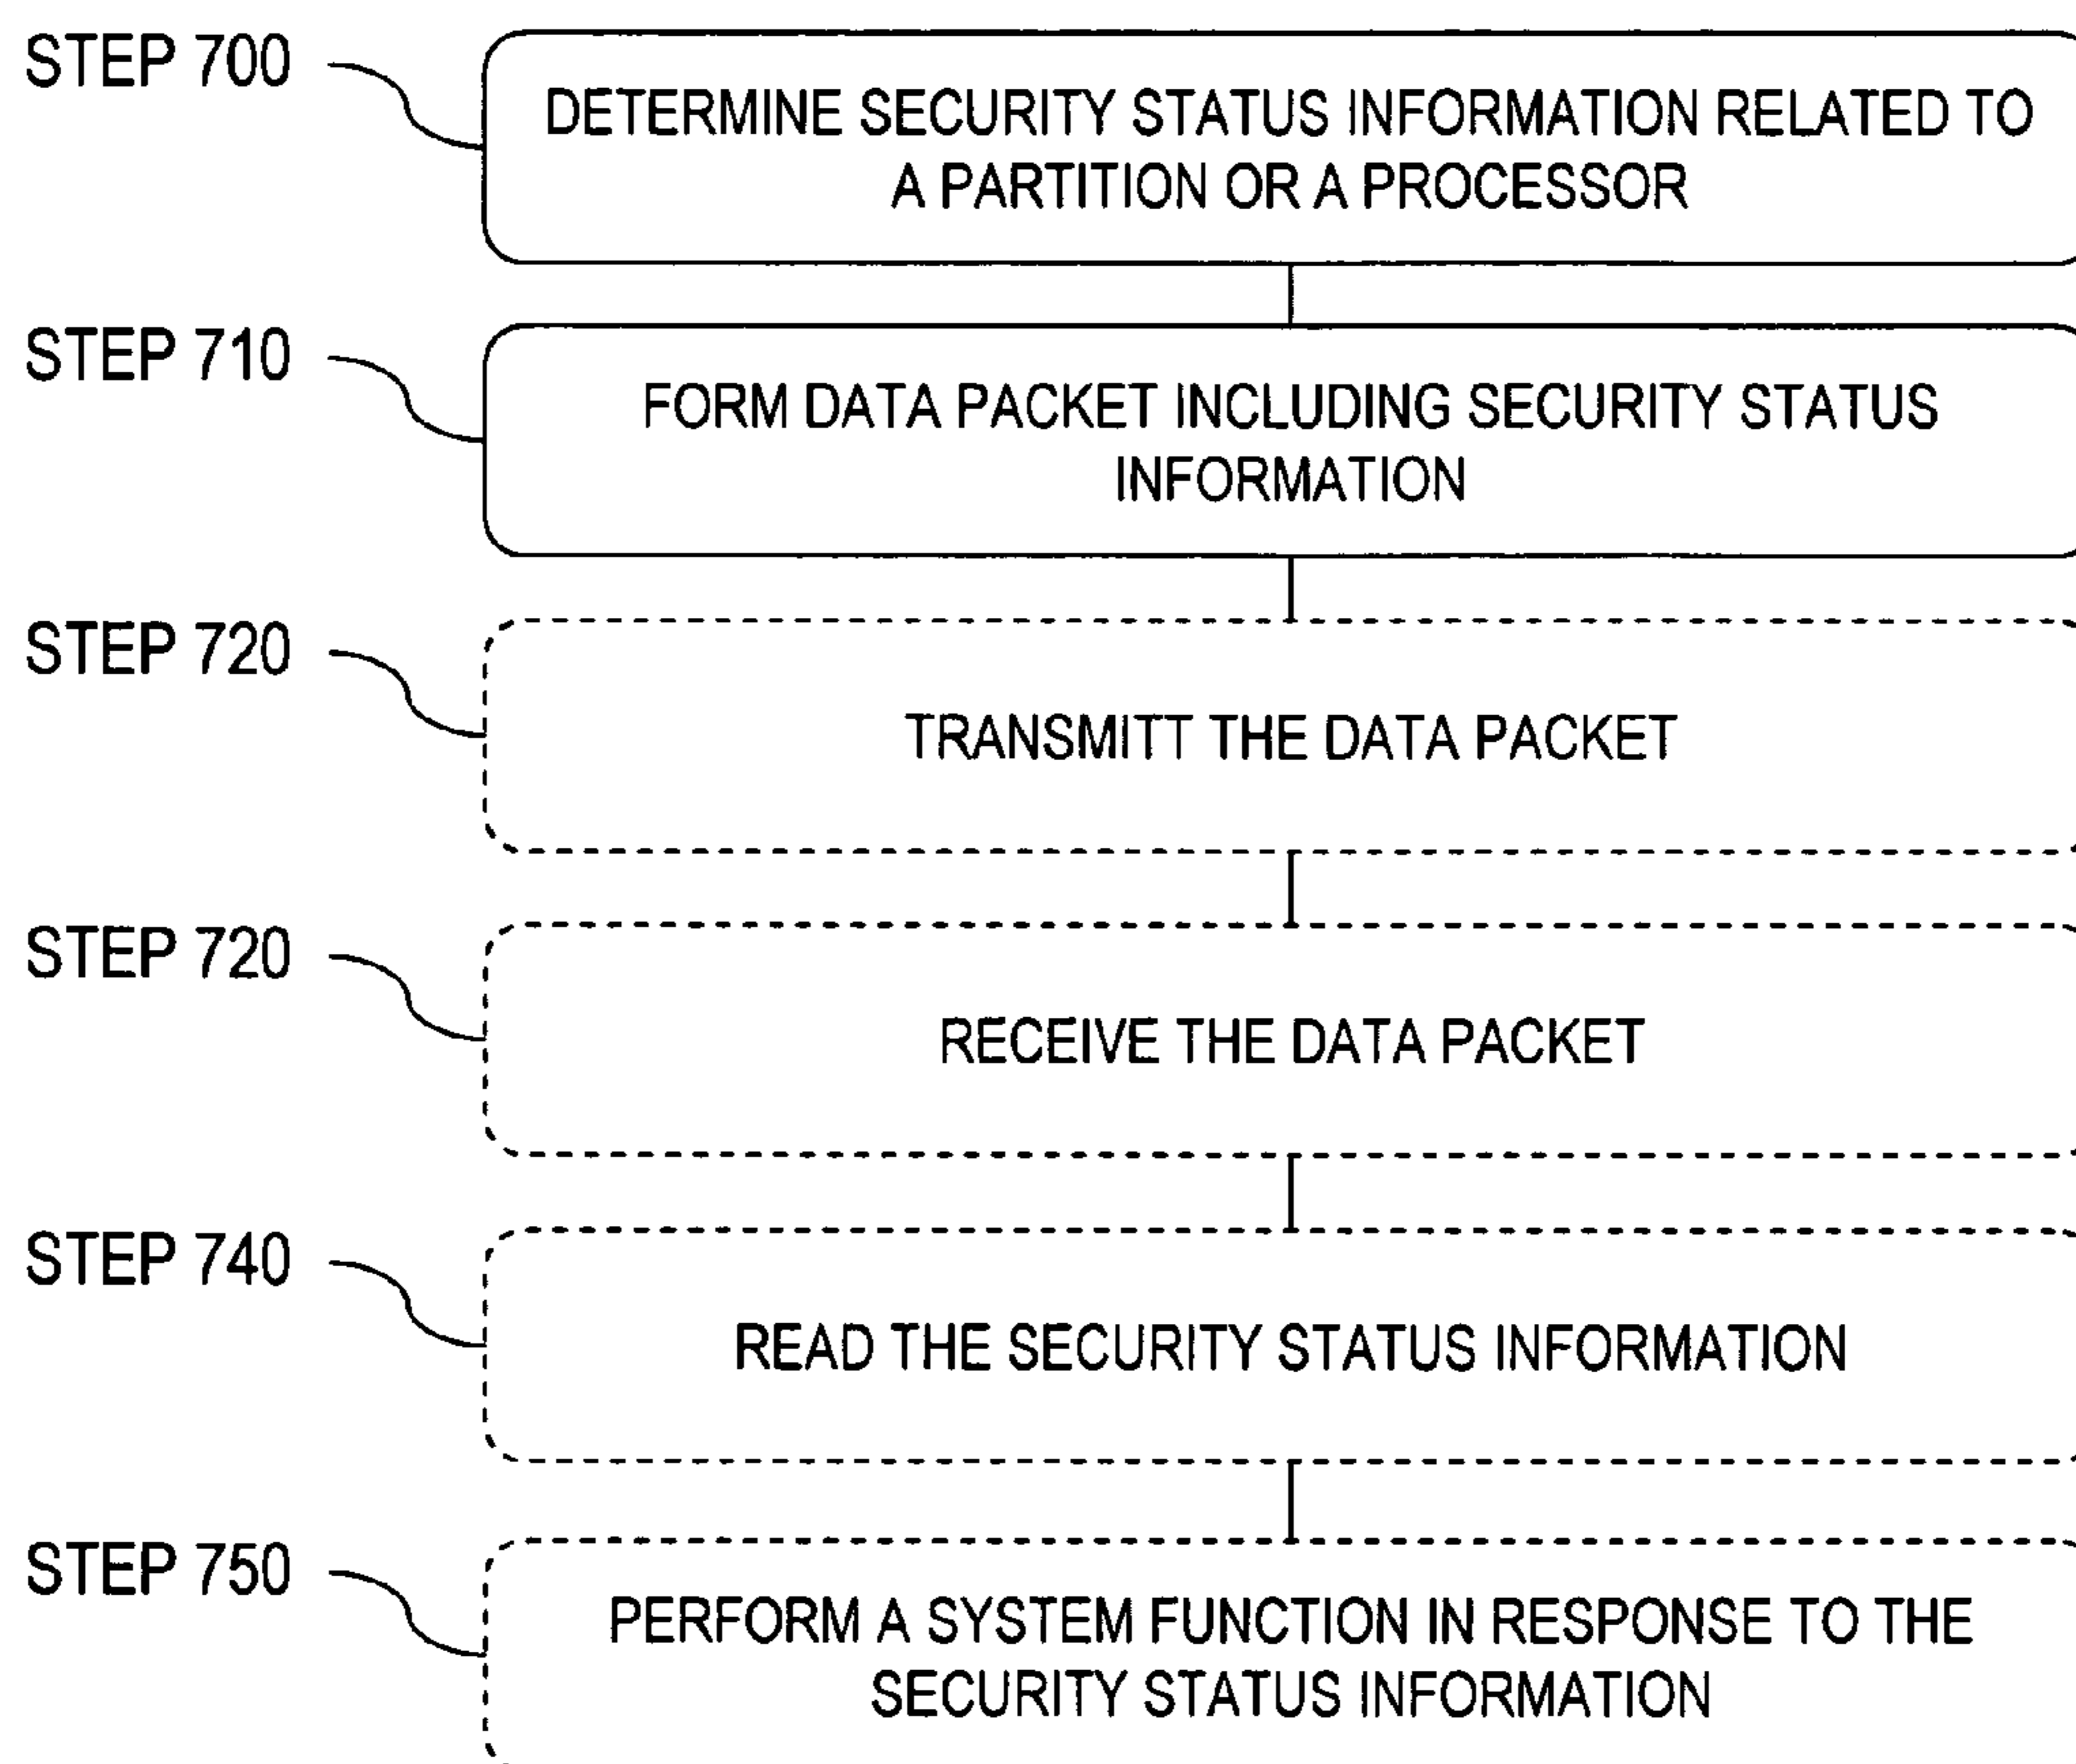 STEP 700
DETERMINE SECURITY STATUS INFORMATION RELATED TO
A PARTITION OR A PROCESSOR
STEP 710
FORM DATA PACKET INCLUDING SECURITY STATUS
INFORMATION
STEP 720
TRANSMITT THE DATA PACKET
STEP 720
RECEIVE THE DATA PACKET
STEP 740
READ THE SECURITY STATUS INFORMATION
STEP 750
PERFORM A SYSTEM FUNCTION IN RESPONSE TO THE
SECURITY STATUS INFORMATION